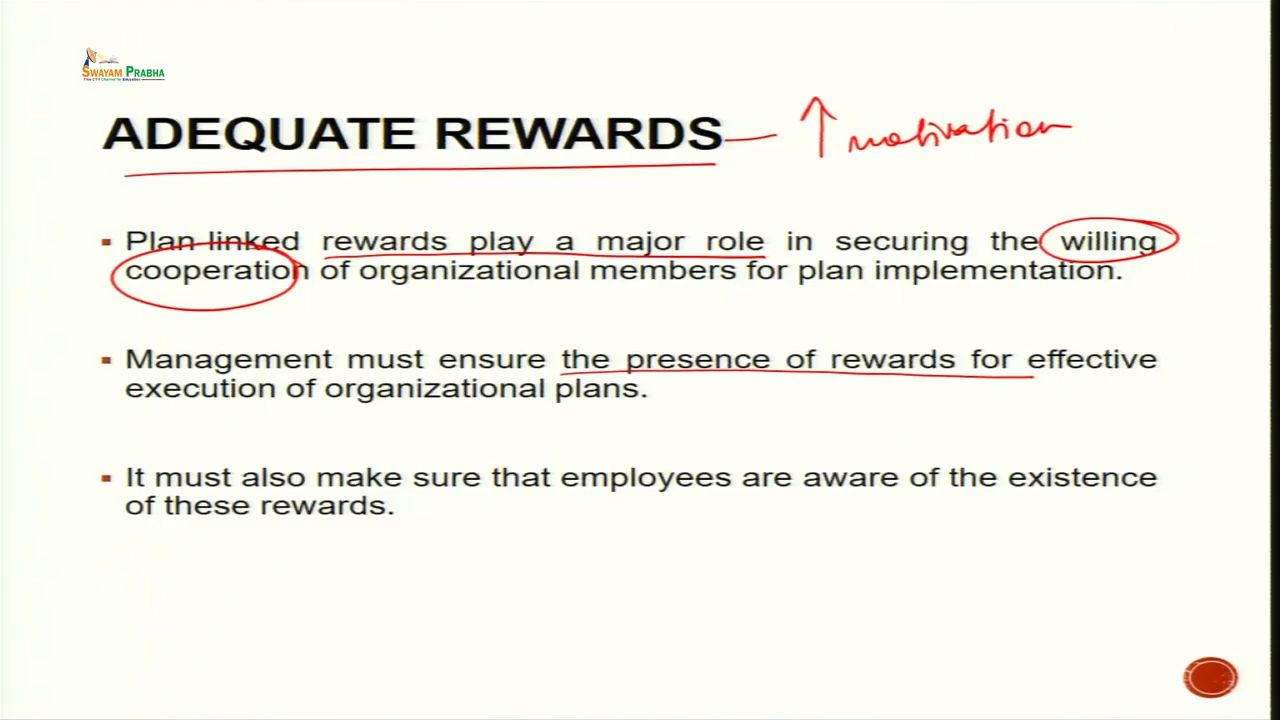 SWAYAM PRABHA
ADEQUATE REWARDS — ↑ motivation
▪ Plan linked rewards play a major role in securing the willing
cooperation of organizational members for plan implementation.
▪ Management must ensure the presence of rewards for effective
execution of organizational plans.
▪ It must also make sure that employees are aware of the existence
of these rewards.